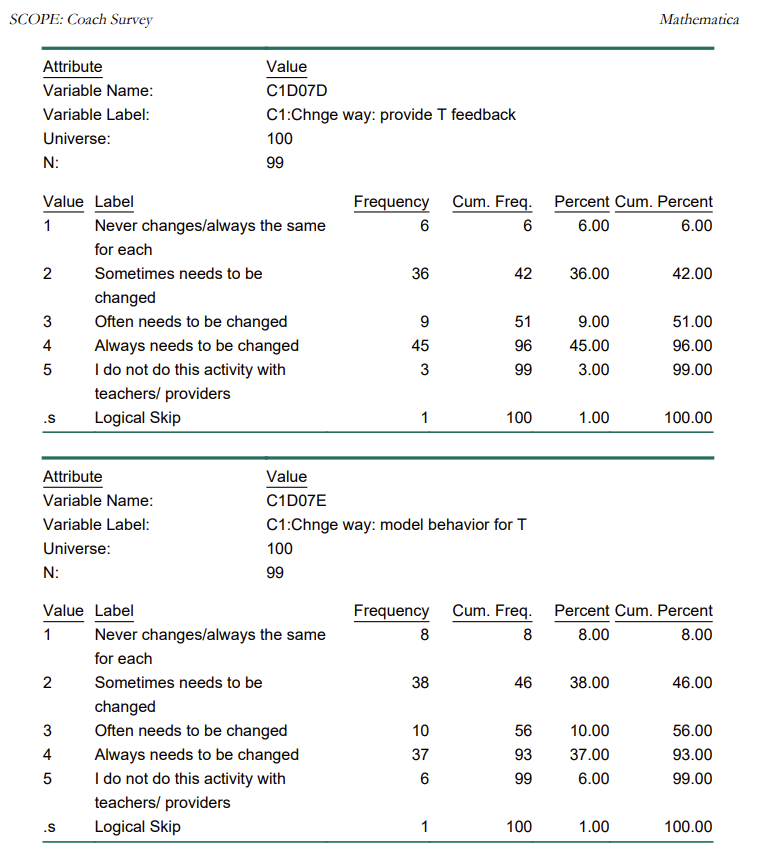 SCOPE: Coach Survey Mathematica
Attribute Value
Variable Name: C1D07D
Variable Label: C1:Chnge way: provide T feedback
Universe: 100
N: 99
Value Label Frequency Cum. Freq. Percent Cum. Percent
1 Never changes/always the same 6 6 6.00 6.00
for each
2 Sometimes needs to be 36 42 36.00 42.00
changed
3 Often needs to be changed 9 51 9.00 51.00
4 Always needs to be changed 45 96 45.00 96.00
5 I do not do this activity with 3 99 3.00 99.00
teachers/ providers
.s Logical Skip 1 100 1.00 100.00
Attribute Value
Variable Name: C1D07E
Variable Label: C1:Chnge way: model behavior for T
Universe: 100
N: 99
Value Label Frequency Cum. Freq. Percent Cum. Percent
1 Never changes/always the same 8 8 8.00 8.00
for each
2 Sometimes needs to be 38 46 38.00 46.00
changed
3 Often needs to be changed 10 56 10.00 56.00
4 Always needs to be changed 37 93 37.00 93.00
5 I do not do this activity with 6 99 6.00 99.00
teachers/ providers
.s Logical Skip 1 100 1.00 100.00